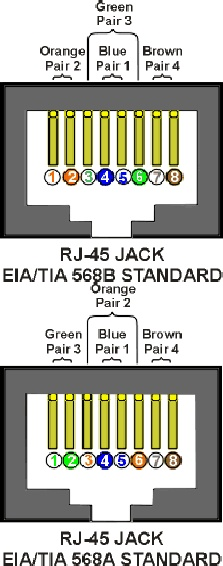 Green
Pair 3
Orange Blue Brown
Pair 2 Pair 1 Pair 4
1 2 3 4 5 6 7 8
RJ-45 JACK
EIA/TIA 568B STANDARD
Orange
Pair 2
Green Blue Brown
Pair 3 Pair 1 Pair 4
1 2 3 4 5 6 7 8
RJ-45 JACK
EIA/TIA 568A STANDARD